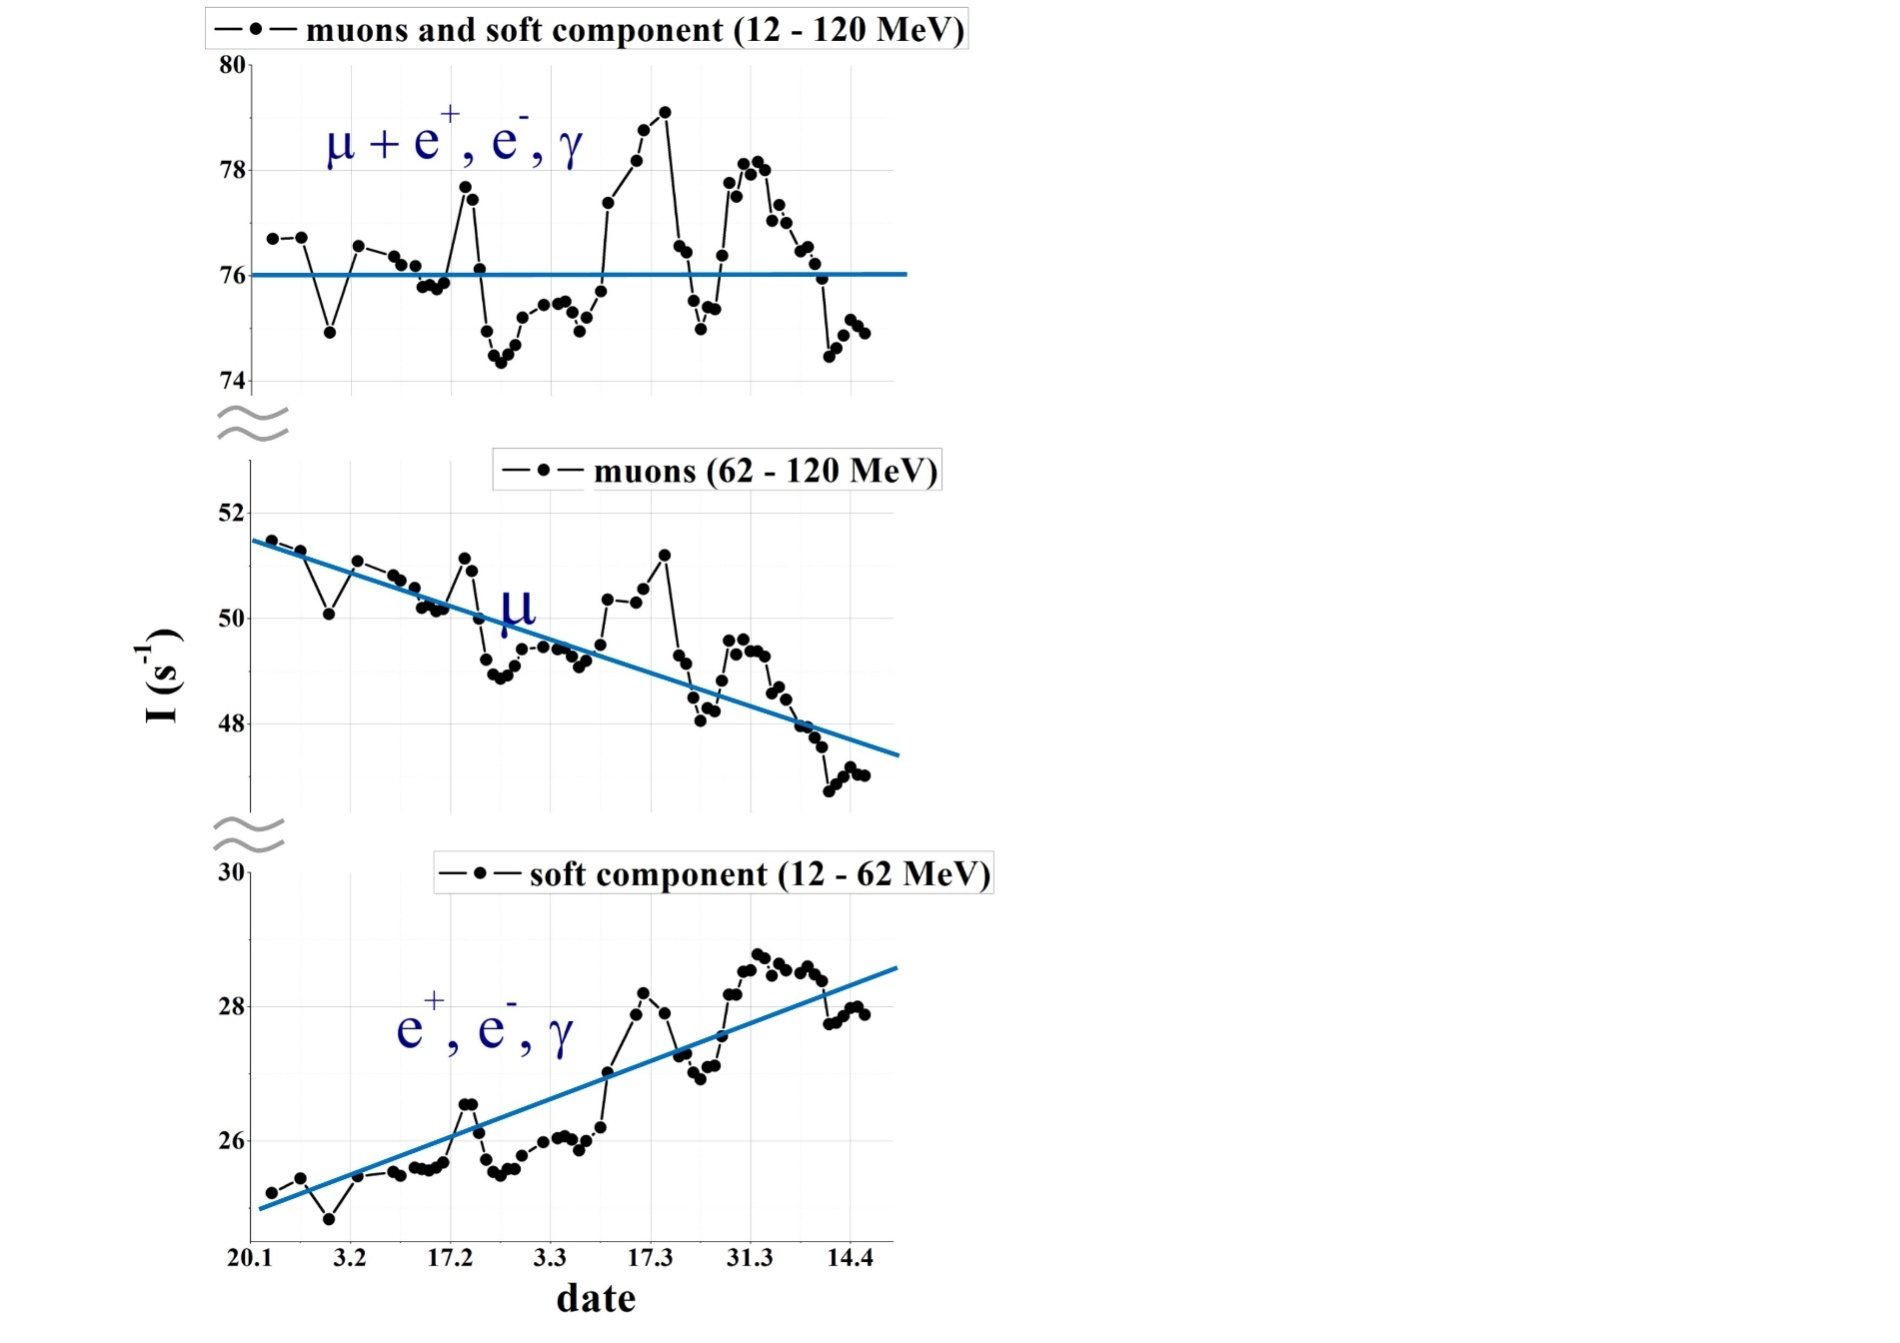 muons and soft component (12 - 120 MeV)
80
μ + e⁺, e⁻, γ
78
76
74
muons (62 - 120 MeV)
52
μ
50
I (s⁻¹)
48
soft component (12 - 62 MeV)
30
28
e⁺, e⁻, γ
26
20.1 3.2 17.2 3.3 17.3 31.3 14.4
date